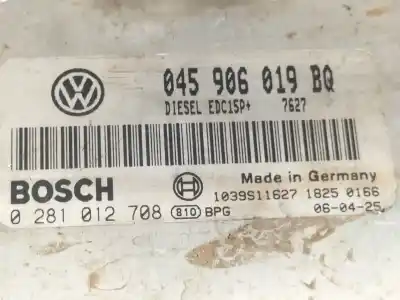 045 906 019 BQ
DIESEL EDC15P+ 7627
BOSCH
Made in Germany
1039S11627 1825 0166
0 281 012 708 810 BPG
06-04-25